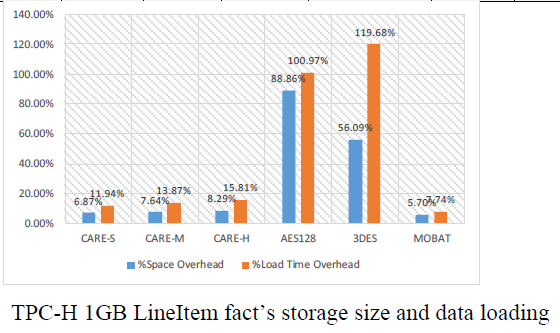 140.00%
120.00%
100.00%
80.00%
60.00%
40.00%
20.00%
0.00%
6.87% 11.94% 7.64% 13.87% 8.29% 15.81% 88.86% 100.97% 56.09% 119.68% 5.70% 7.74%
CARE-S CARE-M CARE-H AES128 3DES MOBAT
%Space Overhead %Load Time Overhead
TPC-H 1GB LineItem fact's storage size and data loading